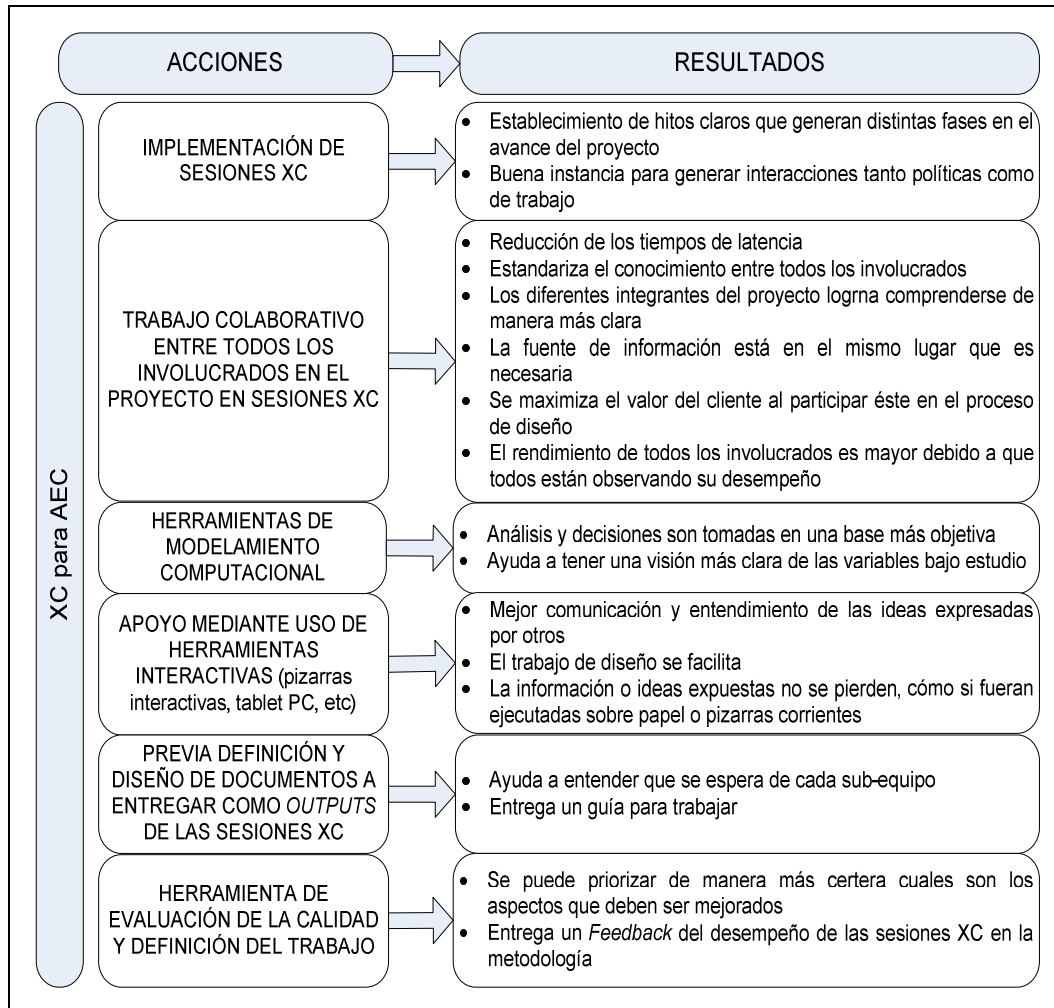 ACCIONES
RESULTADOS
XC para AEC
IMPLEMENTACIÓN DE
SESIONES XC
• Establecimiento de hitos claros que generan distintas fases en el
avance del proyecto
• Buena instancia para generar interacciones tanto políticas como
de trabajo
TRABAJO COLABORATIVO
ENTRE TODOS LOS
INVOLUCRADOS EN EL
PROYECTO EN SESIONES XC
• Reducción de los tiempos de latencia
• Estandariza el conocimiento entre todos los involucrados
• Los diferentes integrantes del proyecto logrna comprenderse de
manera más clara
• La fuente de información está en el mismo lugar que es
necesaria
• Se maximiza el valor del cliente al participar éste en el proceso
de diseño
• El rendimiento de todos los involucrados es mayor debido a que
todos están observando su desempeño
HERRAMIENTAS DE
MODELAMIENTO
COMPUTACIONAL
• Análisis y decisiones son tomadas en una base más objetiva
• Ayuda a tener una visión más clara de las variables bajo estudio
APOYO MEDIANTE USO DE
HERRAMIENTAS
INTERACTIVAS (pizarras
interactivas, tablet PC, etc)
• Mejor comunicación y entendimiento de las ideas expresadas
por otros
• El trabajo de diseño se facilita
• La información o ideas expuestas no se pierden, cómo si fueran
ejecutadas sobre papel o pizarras corrientes
PREVIA DEFINICIÓN Y
DISEÑO DE DOCUMENTOS A
ENTREGAR COMO OUTPUTS
DE LAS SESIONES XC
• Ayuda a entender que se espera de cada sub-equipo
• Entrega un guía para trabajar
HERRAMIENTA DE
EVALUACIÓN DE LA CALIDAD
Y DEFINICIÓN DEL TRABAJO
• Se puede priorizar de manera más certera cuales son los
aspectos que deben ser mejorados
• Entrega un Feedback del desempeño de las sesiones XC en la
metodología